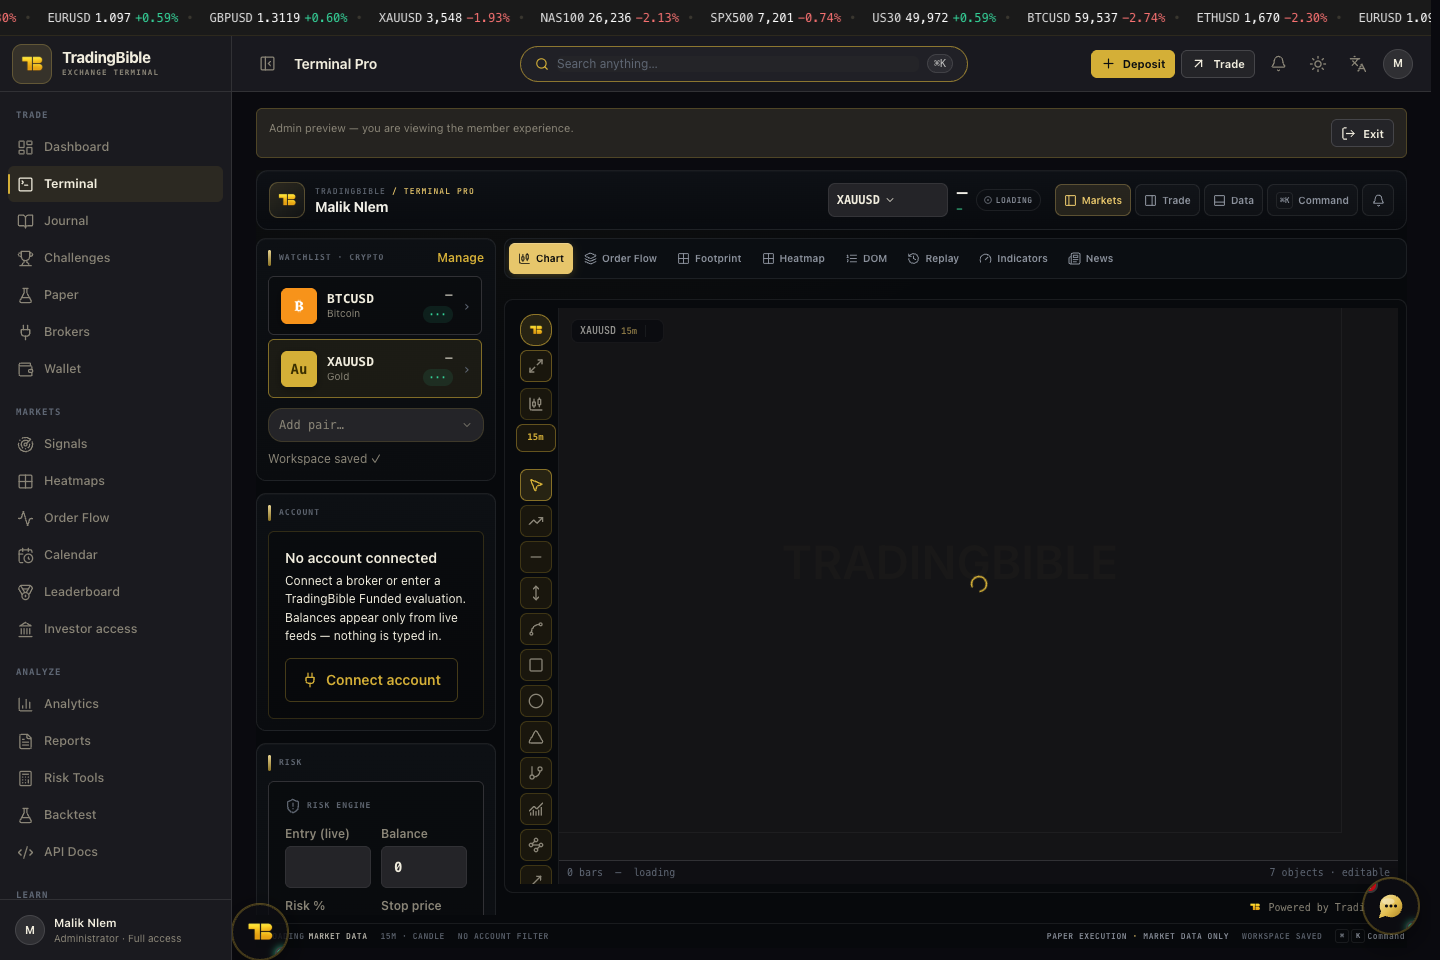 0% EURUSD 1.097 +0.59% GBPUSD 1.3119 +0.60% XAUUSD 3,548 −1.93% NAS100 26,236 −2.13% SPX500 7,201 −0.74% US30 49,972 +0.59% BTCUSD 59,537 −2.74% ETHUSD 1,670 −2.30% EURUSD 1.09
TradingBible
EXCHANGE TERMINAL
Terminal Pro
Search anything...
⌘K
Deposit
Trade
M
TRADE
Dashboard
Terminal
Journal
Challenges
Paper
Brokers
Wallet
MARKETS
Signals
Heatmaps
Order Flow
Calendar
Leaderboard
Investor access
ANALYZE
Analytics
Reports
Risk Tools
Backtest
API Docs
LEARN
M
Malik Nlem
Administrator · Full access
Admin preview — you are viewing the member experience.
Exit
TRADINGBIBLE / TERMINAL PRO
Malik Nlem
XAUUSD
—
–
LOADING
Markets
Trade
Data
⌘K Command
WATCHLIST · CRYPTO
Manage
BTCUSD
Bitcoin
—
...
Au
XAUUSD
Gold
—
...
Add pair…
Workspace saved ✓
ACCOUNT
No account connected
Connect a broker or enter a
TradingBible Funded evaluation.
Balances appear only from live
feeds — nothing is typed in.
Connect account
RISK
RISK ENGINE
Entry (live)
Balance
0
Risk %
Stop price
Chart
Order Flow
Footprint
Heatmap
DOM
Replay
Indicators
News
XAUUSD 15m
15m
TRADINGBIBLE
0 bars — loading
7 objects · editable
Powered by Tradi
ING MARKET DATA
15M · CANDLE
NO ACCOUNT FILTER
PAPER EXECUTION · MARKET DATA ONLY
WORKSPACE SAVED
⌘ K Command